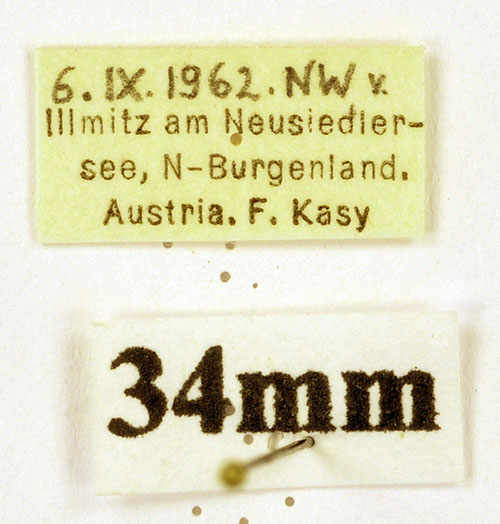 6. IX. 1962. NW v.
Illmitz am Neusiedler-
see, N-Burgenland.
Austria. F. Kasy
34mm